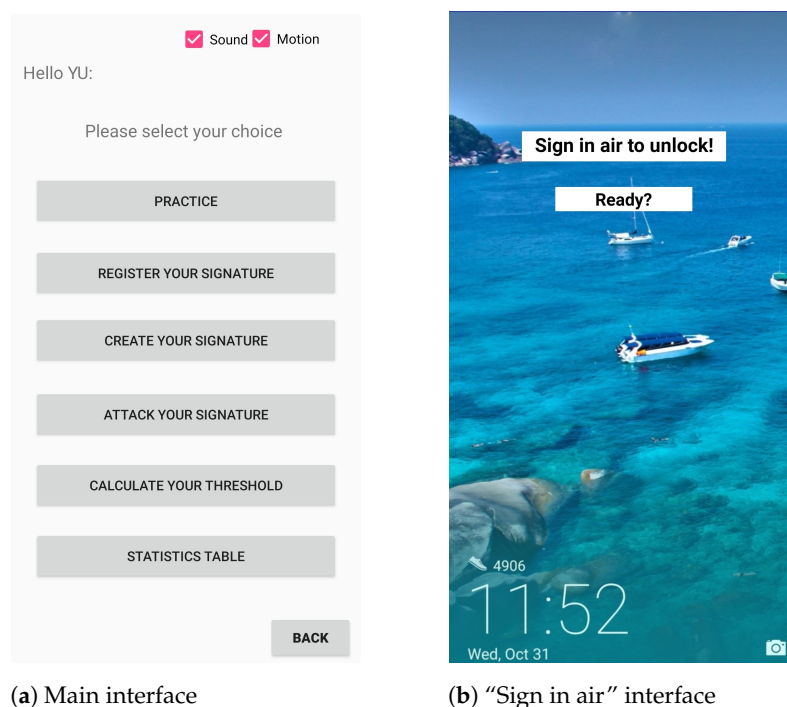 Sound Motion
Hello YU:
Please select your choice
PRACTICE
REGISTER YOUR SIGNATURE
CREATE YOUR SIGNATURE
ATTACK YOUR SIGNATURE
CALCULATE YOUR THRESHOLD
STATISTICS TABLE
BACK
(a) Main interface
Sign in air to unlock!
Ready?
4906
11:52
Wed, Oct 31
(b) “Sign in air” interface